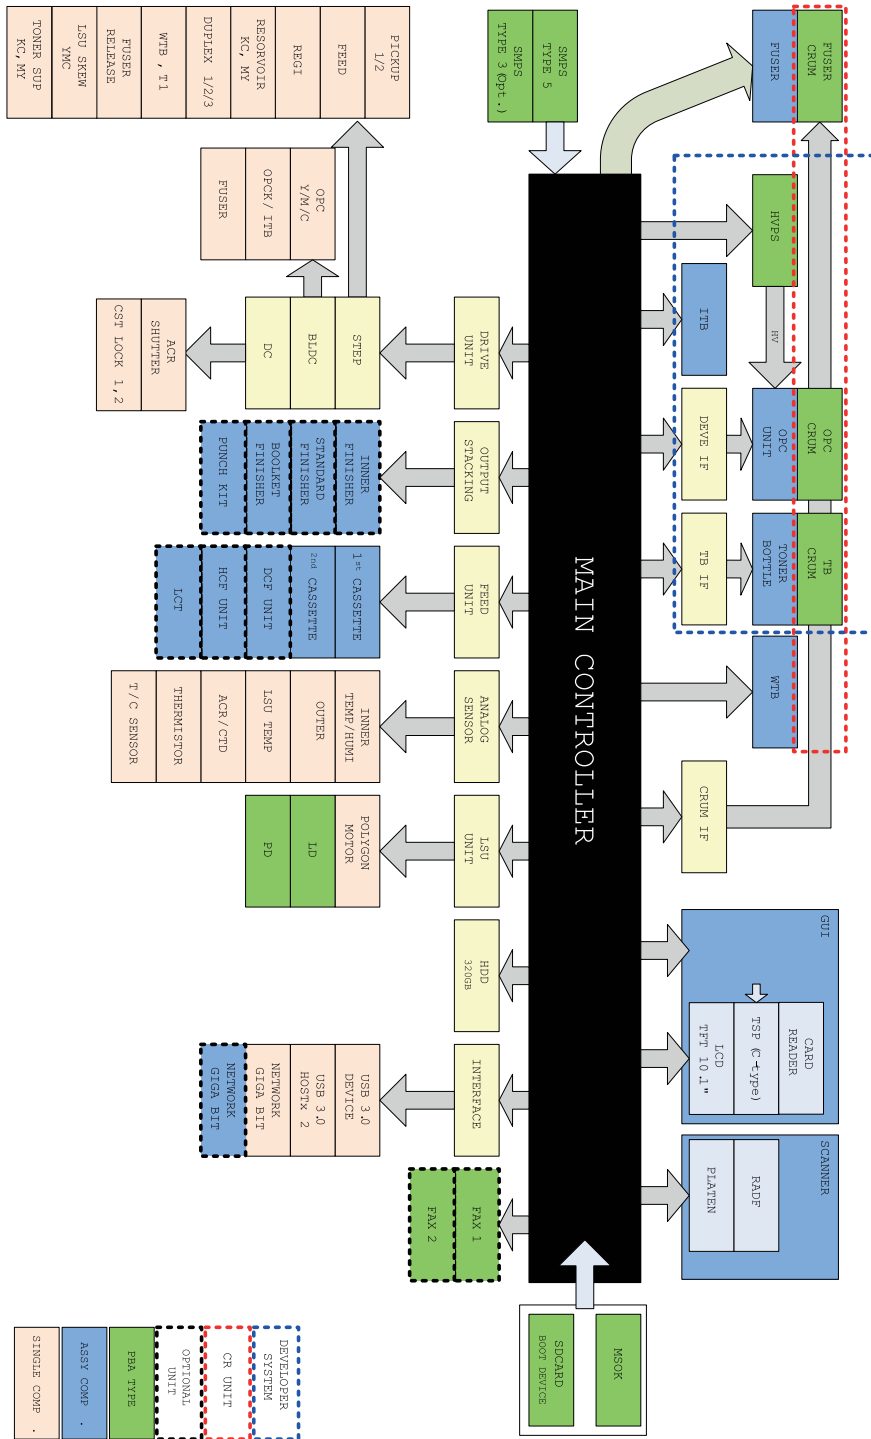 FUSER
CRUM
FUSER
SMPS
TYPE 5
SMPS
TYPE 3(Opt.)
PICKUP
1/2
FEED
REGI
RESORVOIR
KC, MY
DUPLEX 1/2/3
WTB , T1
FUSER
RELEASE
LSU SKEW
YMC
TONER SUP
KC, MY
HVPS
HV
ITB
OPC
Y/M/C
OPCK/ ITB
FUSER
DRIVE
UNIT
STEP
BLDC
DC
ACR
SHUTTER
CST LOCK 1,2
OPC
CRUM
OPC
UNIT
DEVE IF
OUTPUT
STACKING
INNER
FINISHER
STANDARD
FINISHER
BOOLKET
FINISHER
PUNCH KIT
TB
CRUM
TONER
BOTTLE
TB IF
MAIN CONTROLLER
FEED
UNIT
1st CASSETTE
2nd CASSETTE
DCF UNIT
HCF UNIT
LCT
WTB
ANALOG
SENSOR
INNER
TEMP/HUMI
OUTER
LSU TEMP
ACR/CTD
THERMISTOR
T/C SENSOR
CRUM IF
LSU
UNIT
POLYGON
MOTOR
LD
PD
GUI
CARD
READER
TSP (C-type)
LCD
TFT 10.1"
HDD
320GB
INTERFACE
USB 3.0
DEVICE
USB 3.0
HOSTx 2
NETWORK
GIGA BIT
NETWORK
GIGA BIT
SCANNER
RADF
PLATEN
FAX 1
FAX 2
MSOK
SDCARD
BOOT DEVICE
DEVELOPER
SYSTEM
CR UNIT
OPTIONAL
UNIT
PBA TYPE
ASSY COMP .
SINGLE COMP .